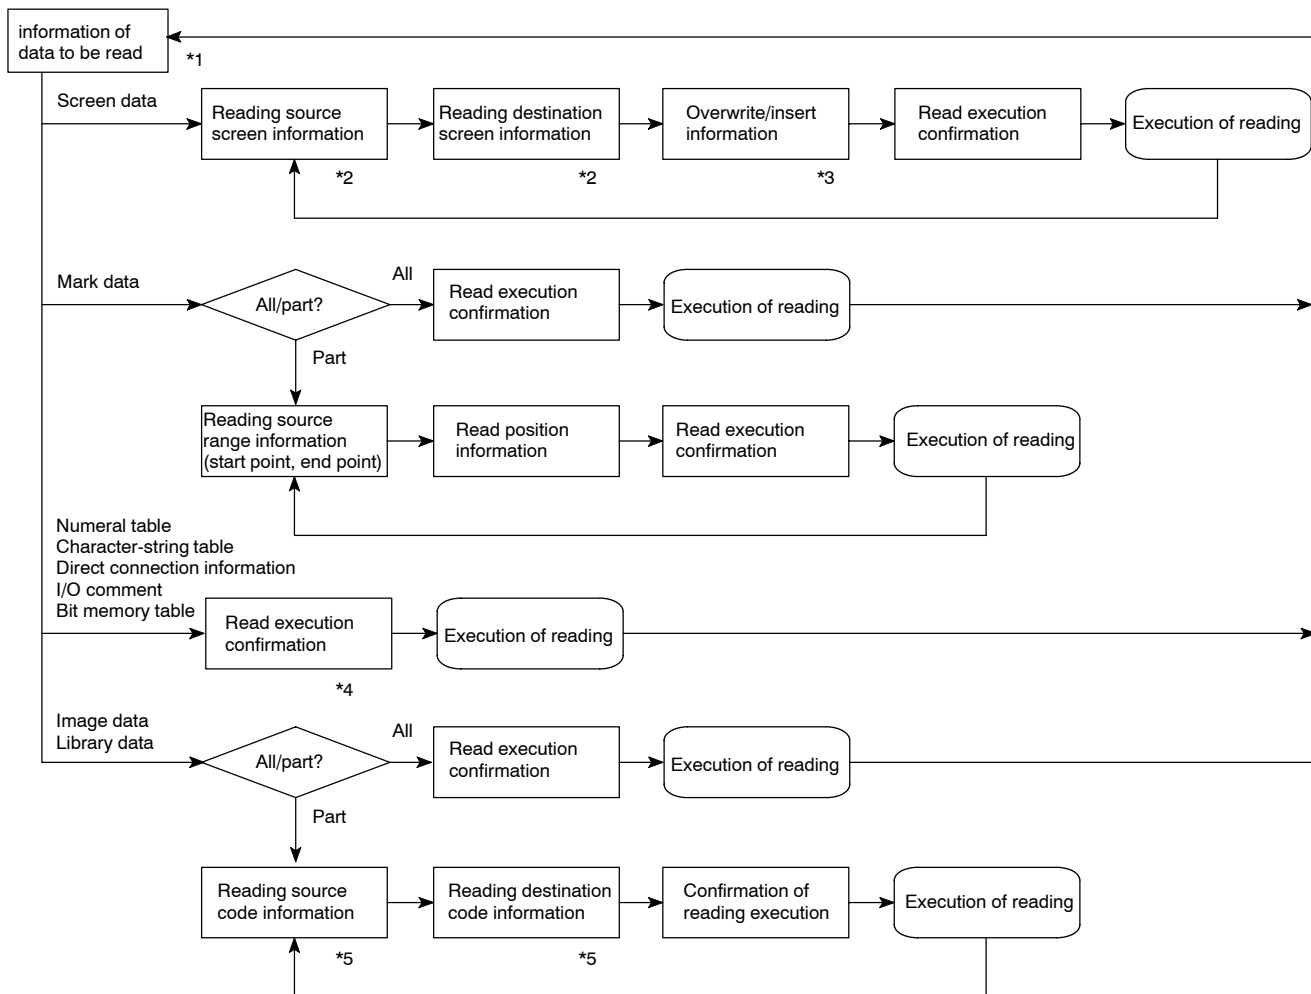 information of
data to be read
*1
Screen data
Reading source
screen information
*2
Reading destination
screen information
*2
Overwrite/insert
information
*3
Read execution
confirmation
Execution of reading
Mark data
All/part?
All
Read execution
confirmation
Execution of reading
Part
Reading source
range information
(start point, end point)
Read position
information
Read execution
confirmation
Execution of reading
Numeral table
Character-string table
Direct connection information
I/O comment
Bit memory table
Read execution
confirmation
*4
Execution of reading
Image data
Library data
All/part?
All
Read execution
confirmation
Execution of reading
Part
Reading source
code information
*5
Reading destination
code information
*5
Confirmation of
reading execution
Execution of reading